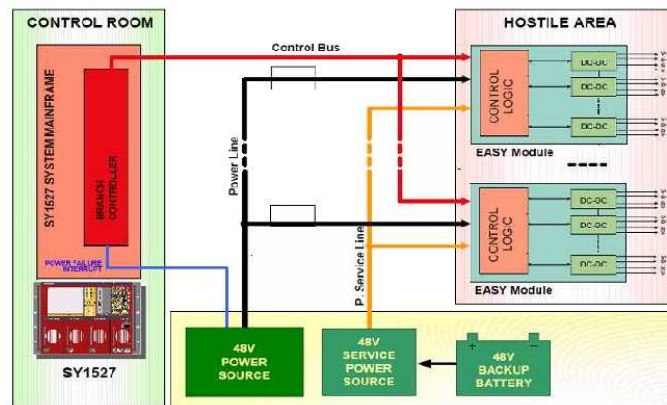 CONTROL ROOM
HOSTILE AREA
SY1527 SYSTEM MAINFRAME
BRANCH
CONTROLLER
POWER FAILURE
INTERRUPT
SY1527
Control Bus
Power Line
P. Service Line
CONTROL
LOGIC
DC-DC
DC-DC
DC-DC
EASY Module
CONTROL
LOGIC
DC-DC
DC-DC
DC-DC
EASY Module
48V
POWER
SOURCE
48V
SERVICE
POWER
SOURCE
48V
BACKUP
BATTERY